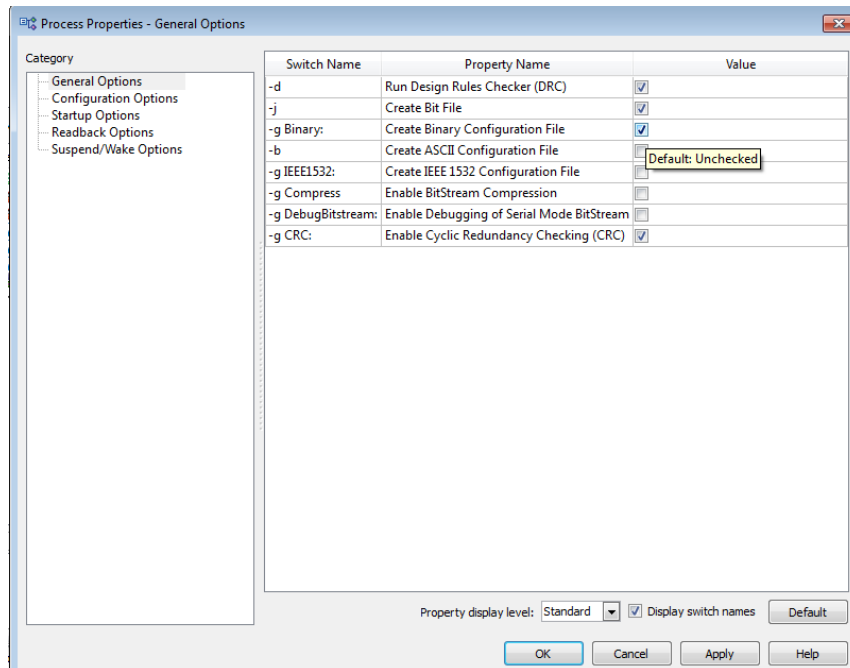 Process Properties - General Options
Category
General Options
Configuration Options
Startup Options
Readback Options
Suspend/Wake Options
Switch Name Property Name Value
-d Run Design Rules Checker (DRC)
-j Create Bit File
-g Binary: Create Binary Configuration File
-b Create ASCII Configuration File
Default: Unchecked
-g IEEE1532: Create IEEE 1532 Configuration File
-g Compress Enable BitStream Compression
-g DebugBitstream: Enable Debugging of Serial Mode BitStream
-g CRC: Enable Cyclic Redundancy Checking (CRC)
Property display level: Standard Display switch names Default
OK Cancel Apply Help